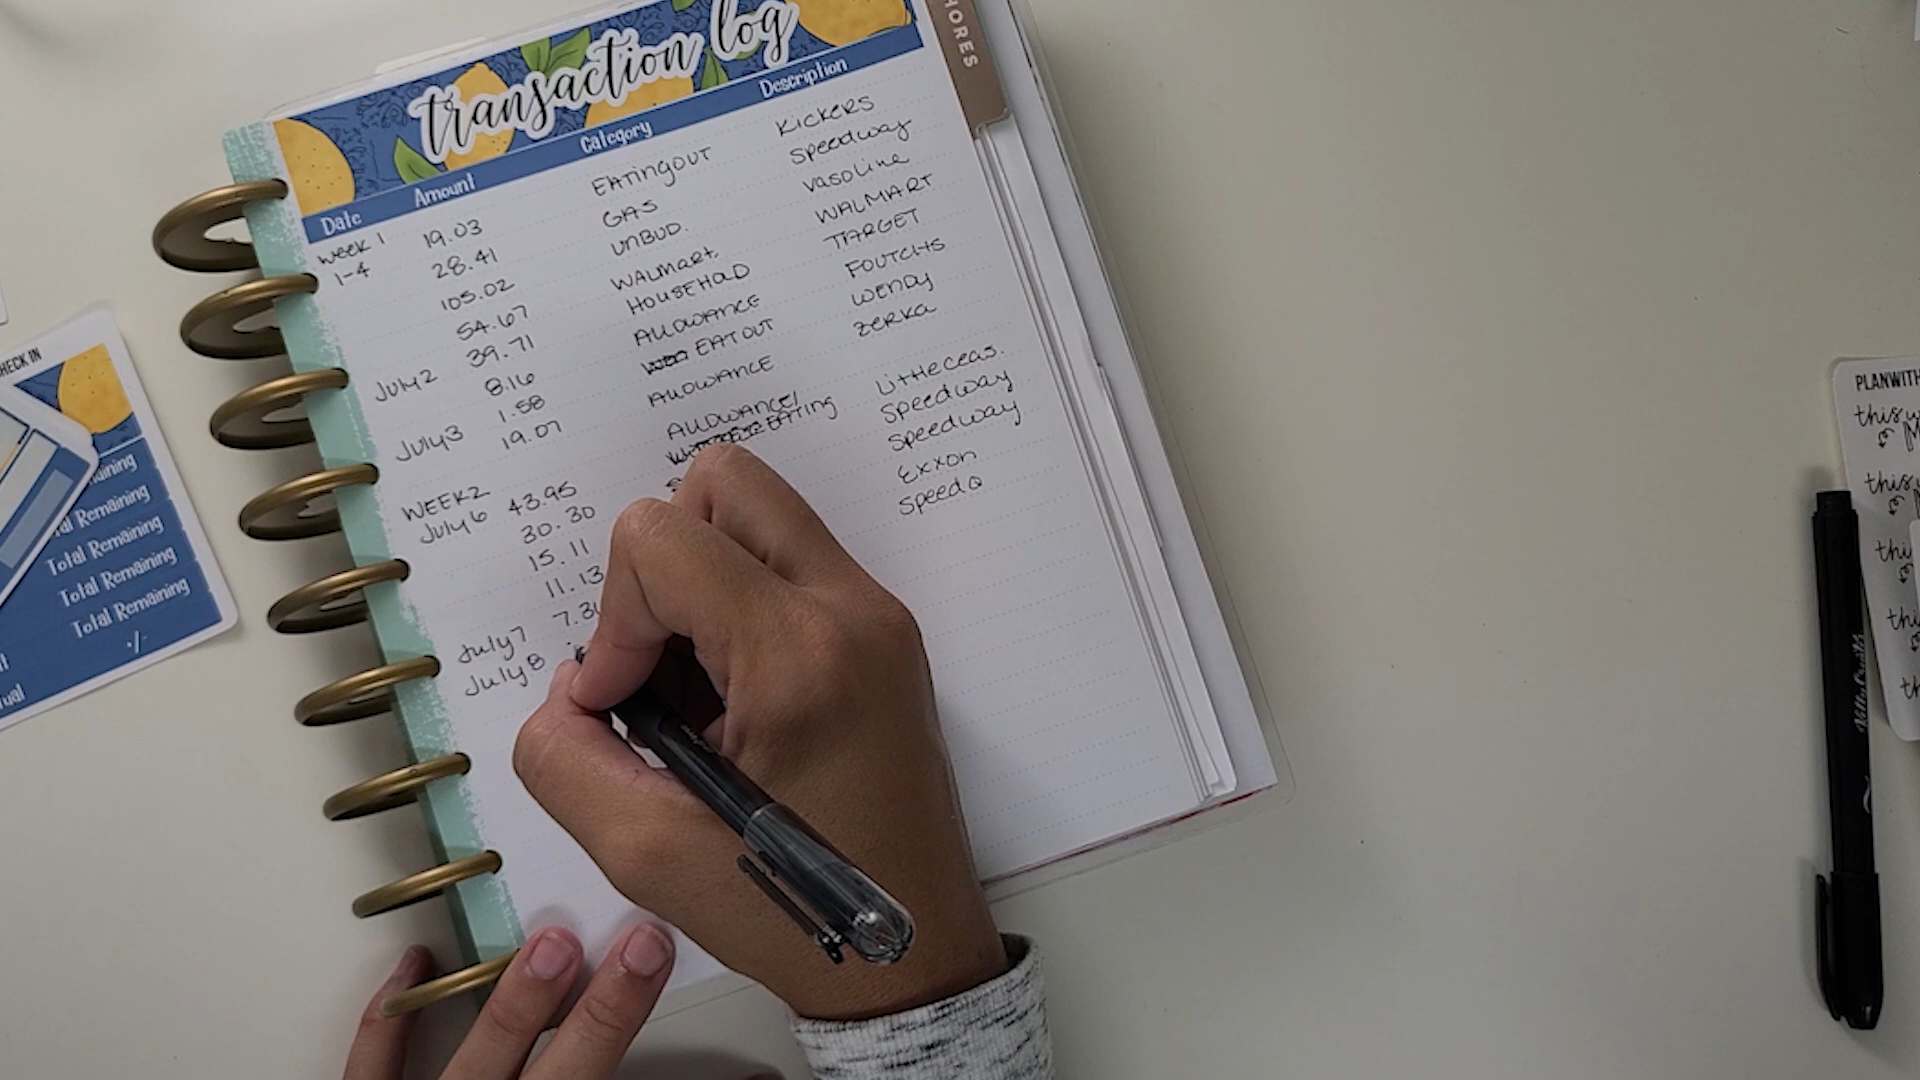 transaction log
Date Amount Category Description
week 1 19.03 EATINGOUT KICKERS
1-4 28.41 GAS Speedway
105.02 UNBUD. Vasoline
54.67 WALMART, WALMART
39.71 HOUSEHOLD TARGET
July 2 8.16 ALLOWANCE
July 3 1.58 EAT OUT WENDY
19.07 ALLOWANCE ZERKA
ALLOWANCE/ Little ceas.
WEEK 2 43.95 EATING Speedway
July 6 30.30 Speedway
15.11 EXXON
11.13 Speed Q
July 7
July 8
HORES
HECK IN
Total Remaining
Total Remaining
Total Remaining
Total Remaining
PLANWITH